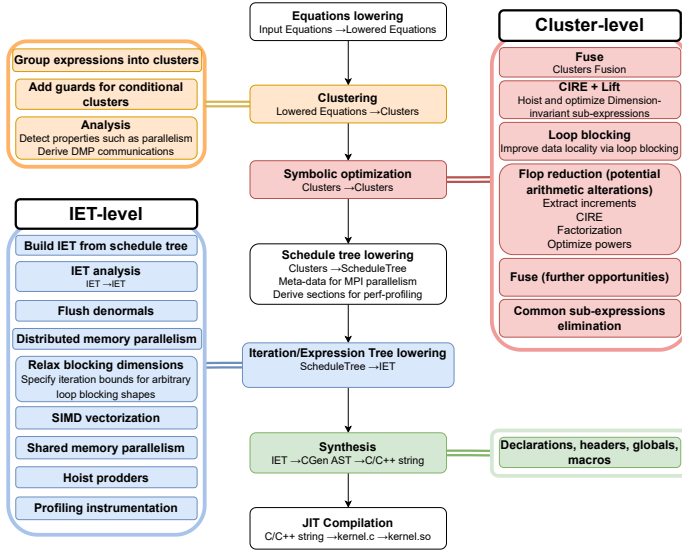 Equations lowering
Input Equations →Lowered Equations
Group expressions into clusters
Add guards for conditional
clusters
Analysis
Detect properties such as parallelism
Derive DMP communications
Clustering
Lowered Equations →Clusters
Symbolic optimization
Clusters →Clusters
Cluster-level
Fuse
Clusters Fusion
CIRE + Lift
Hoist and optimize Dimension-
invariant sub-expressions
Loop blocking
Improve data locality via loop blocking
Flop reduction (potential
arithmetic alterations)
Extract increments
CIRE
Factorization
Optimize powers
Fuse (further opportunities)
Common sub-expressions
elimination
Schedule tree lowering
Clusters →ScheduleTree
Meta-data for MPI parallelism
Derive sections for perf-profiling
IET-level
Build IET from schedule tree
IET analysis
IET →IET
Flush denormals
Distributed memory parallelism
Relax blocking dimensions
Specify iteration bounds for arbitrary
loop blocking shapes
SIMD vectorization
Shared memory parallelism
Hoist prodders
Profiling instrumentation
Iteration/Expression Tree lowering
ScheduleTree →IET
Synthesis
IET →CGen AST →C/C++ string
Declarations, headers, globals,
macros
JIT Compilation
C/C++ string →kernel.c →kernel.so